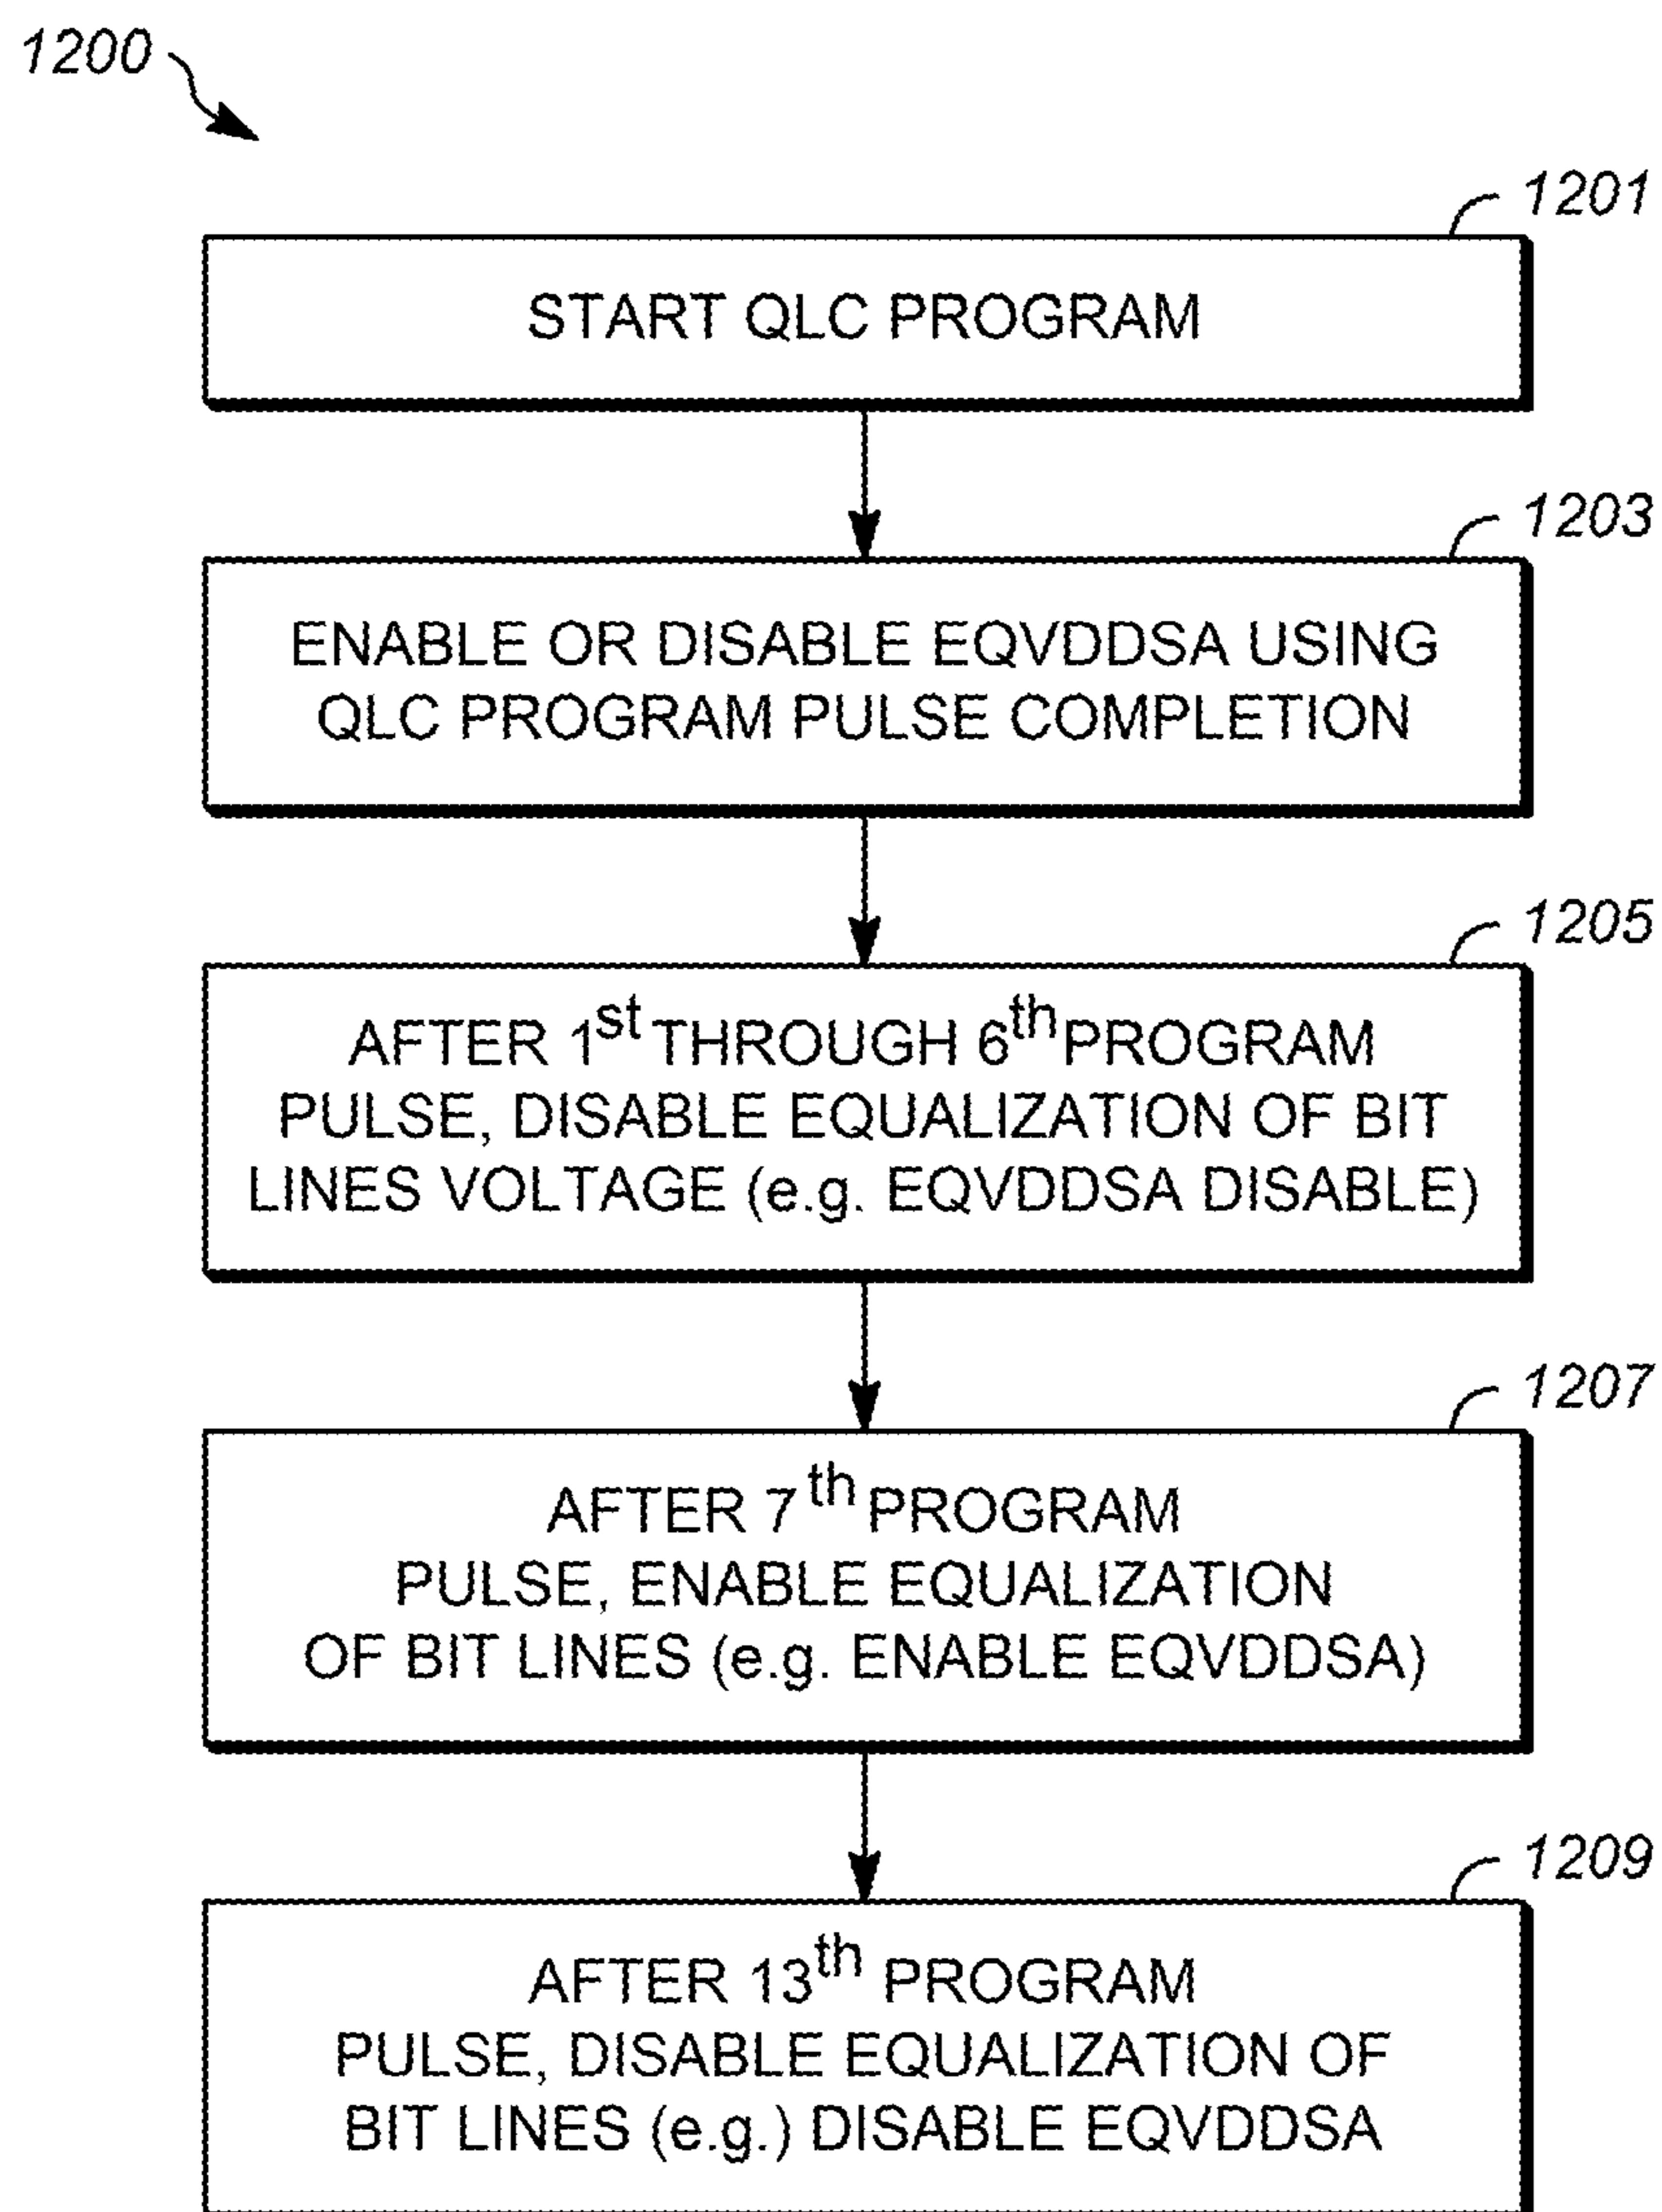 1200
1201
START QLC PROGRAM
1203
ENABLE OR DISABLE EQVDDSA USING
QLC PROGRAM PULSE COMPLETION
1205
AFTER 1st THROUGH 6th PROGRAM
PULSE, DISABLE EQUALIZATION OF BIT
LINES VOLTAGE (e.g. EQVDDSA DISABLE)
1207
AFTER 7th PROGRAM
PULSE, ENABLE EQUALIZATION
OF BIT LINES (e.g. ENABLE EQVDDSA)
1209
AFTER 13th PROGRAM
PULSE, DISABLE EQUALIZATION OF
BIT LINES (e.g.) DISABLE EQVDDSA